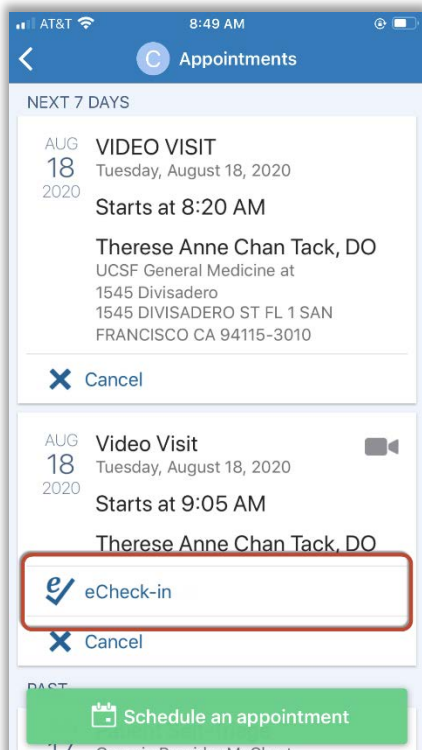 AT&T 8:49 AM
C Appointments
NEXT 7 DAYS
AUG
18
2020
VIDEO VISIT
Tuesday, August 18, 2020
Starts at 8:20 AM
Therese Anne Chan Tack, DO
UCSF General Medicine at
1545 Divisadero
1545 DIVISADERO ST FL 1 SAN
FRANCISCO CA 94115-3010
Cancel
AUG
18
2020
Video Visit
Tuesday, August 18, 2020
Starts at 9:05 AM
Therese Anne Chan Tack, DO
eCheck-in
Cancel
PAST
Schedule an appointment